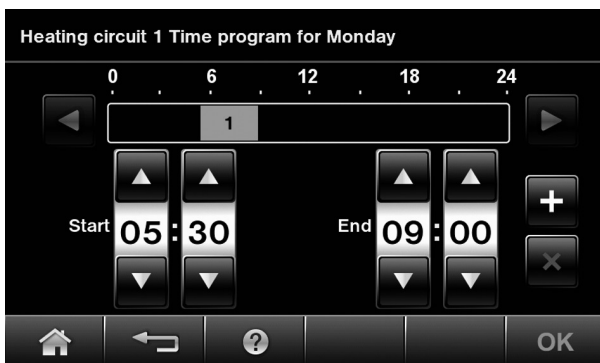 Heating circuit 1 Time program for Monday
0 6 12 18 24
1
Start 05 : 30 End 09 : 00
?
OK